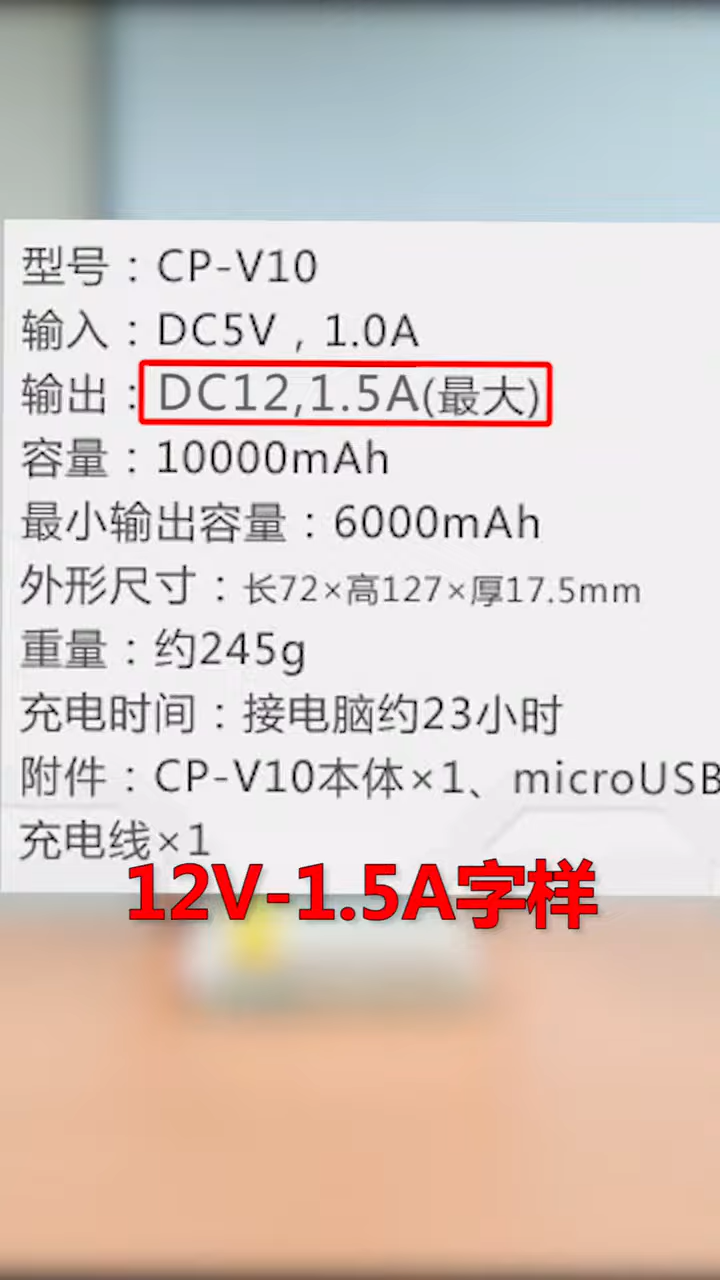 型号：CP-V10
输入：DC5V，1.0A
输出：DC12,1.5A(最大)
容量：10000mAh
最小输出容量：6000mAh
外形尺寸：长72×高127×厚17.5mm
重量：约245g
充电时间：接电脑约23小时
附件：CP-V10本体×1、microUSB
充电线×1
12V-1.5A字样